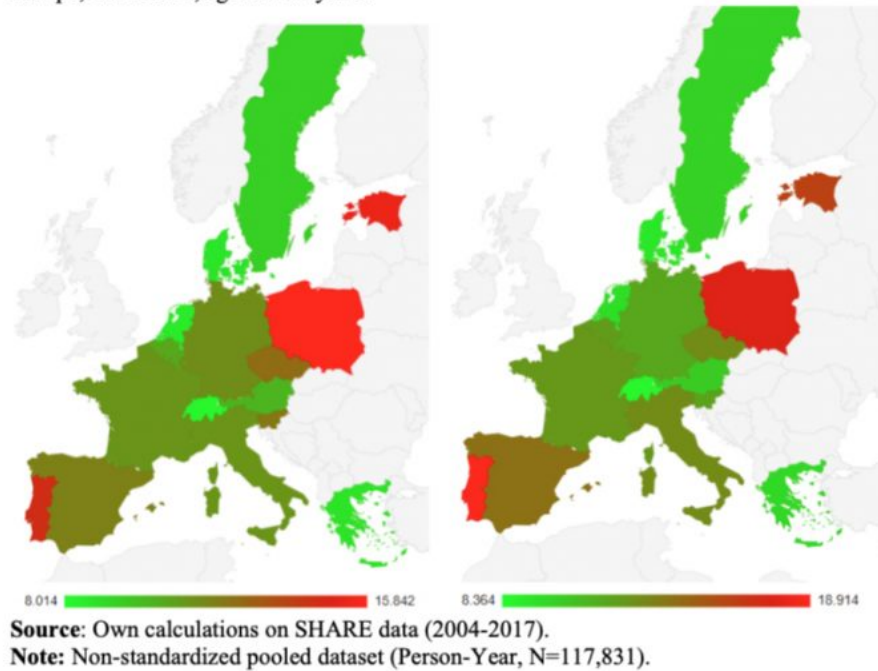 8.014 15.842 8.364 18.914
Source: Own calculations on SHARE data (2004-2017).
Note: Non-standardized pooled dataset (Person-Year, N=117,831).